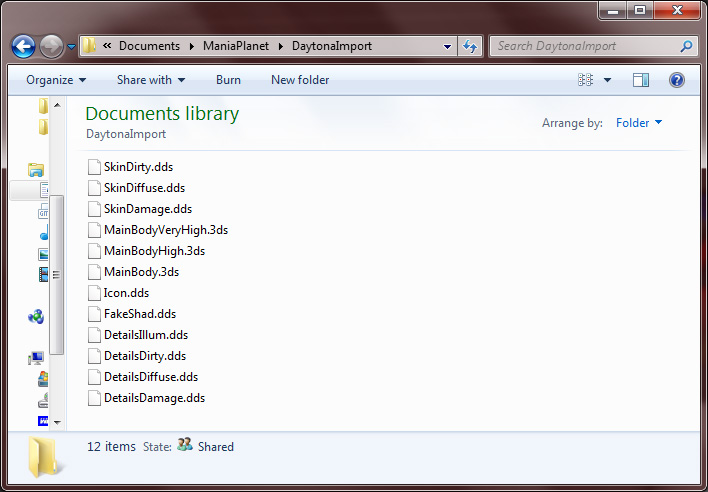 « Documents ManiaPlanet DaytonaImport
Search DaytonaImport
Organize Share with Burn New folder
Documents library
DaytonaImport
Arrange by: Folder
SkinDirty.dds
SkinDiffuse.dds
SkinDamage.dds
MainBodyVeryHigh.3ds
MainBodyHigh.3ds
MainBody.3ds
Icon.dds
FakeShad.dds
DetailsIllum.dds
DetailsDirty.dds
DetailsDiffuse.dds
DetailsDamage.dds
12 items State: Shared